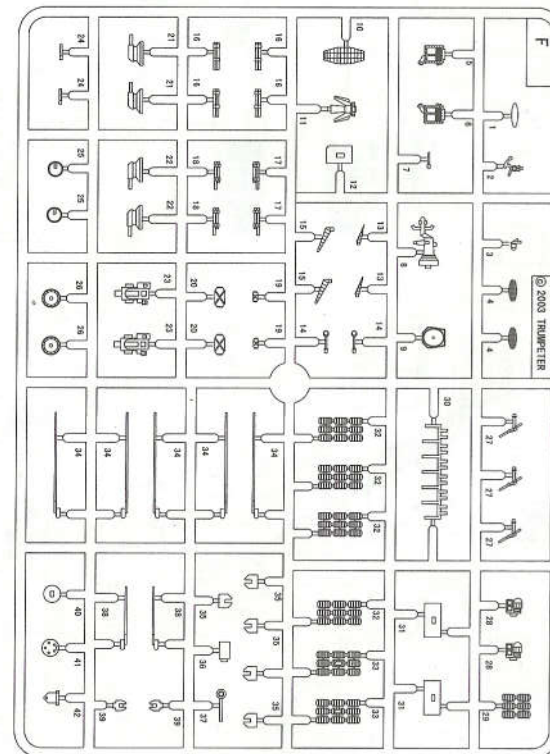 F
© 2003 TRUMPETER
1 2 3 4 4 27 27 27 28 28 29
5 6 7 8 9 30 31 31
10 11 12 13 13 14 32 32 32 32 33 33
15 15 14
16 16 17 17 19 19 34 35 35 35
16 16 18 18 20 20 34 35 36 37
21 21 22 22 23 23 34 38 39
24 24 25 25 26 26 34 38 39
40 41 42